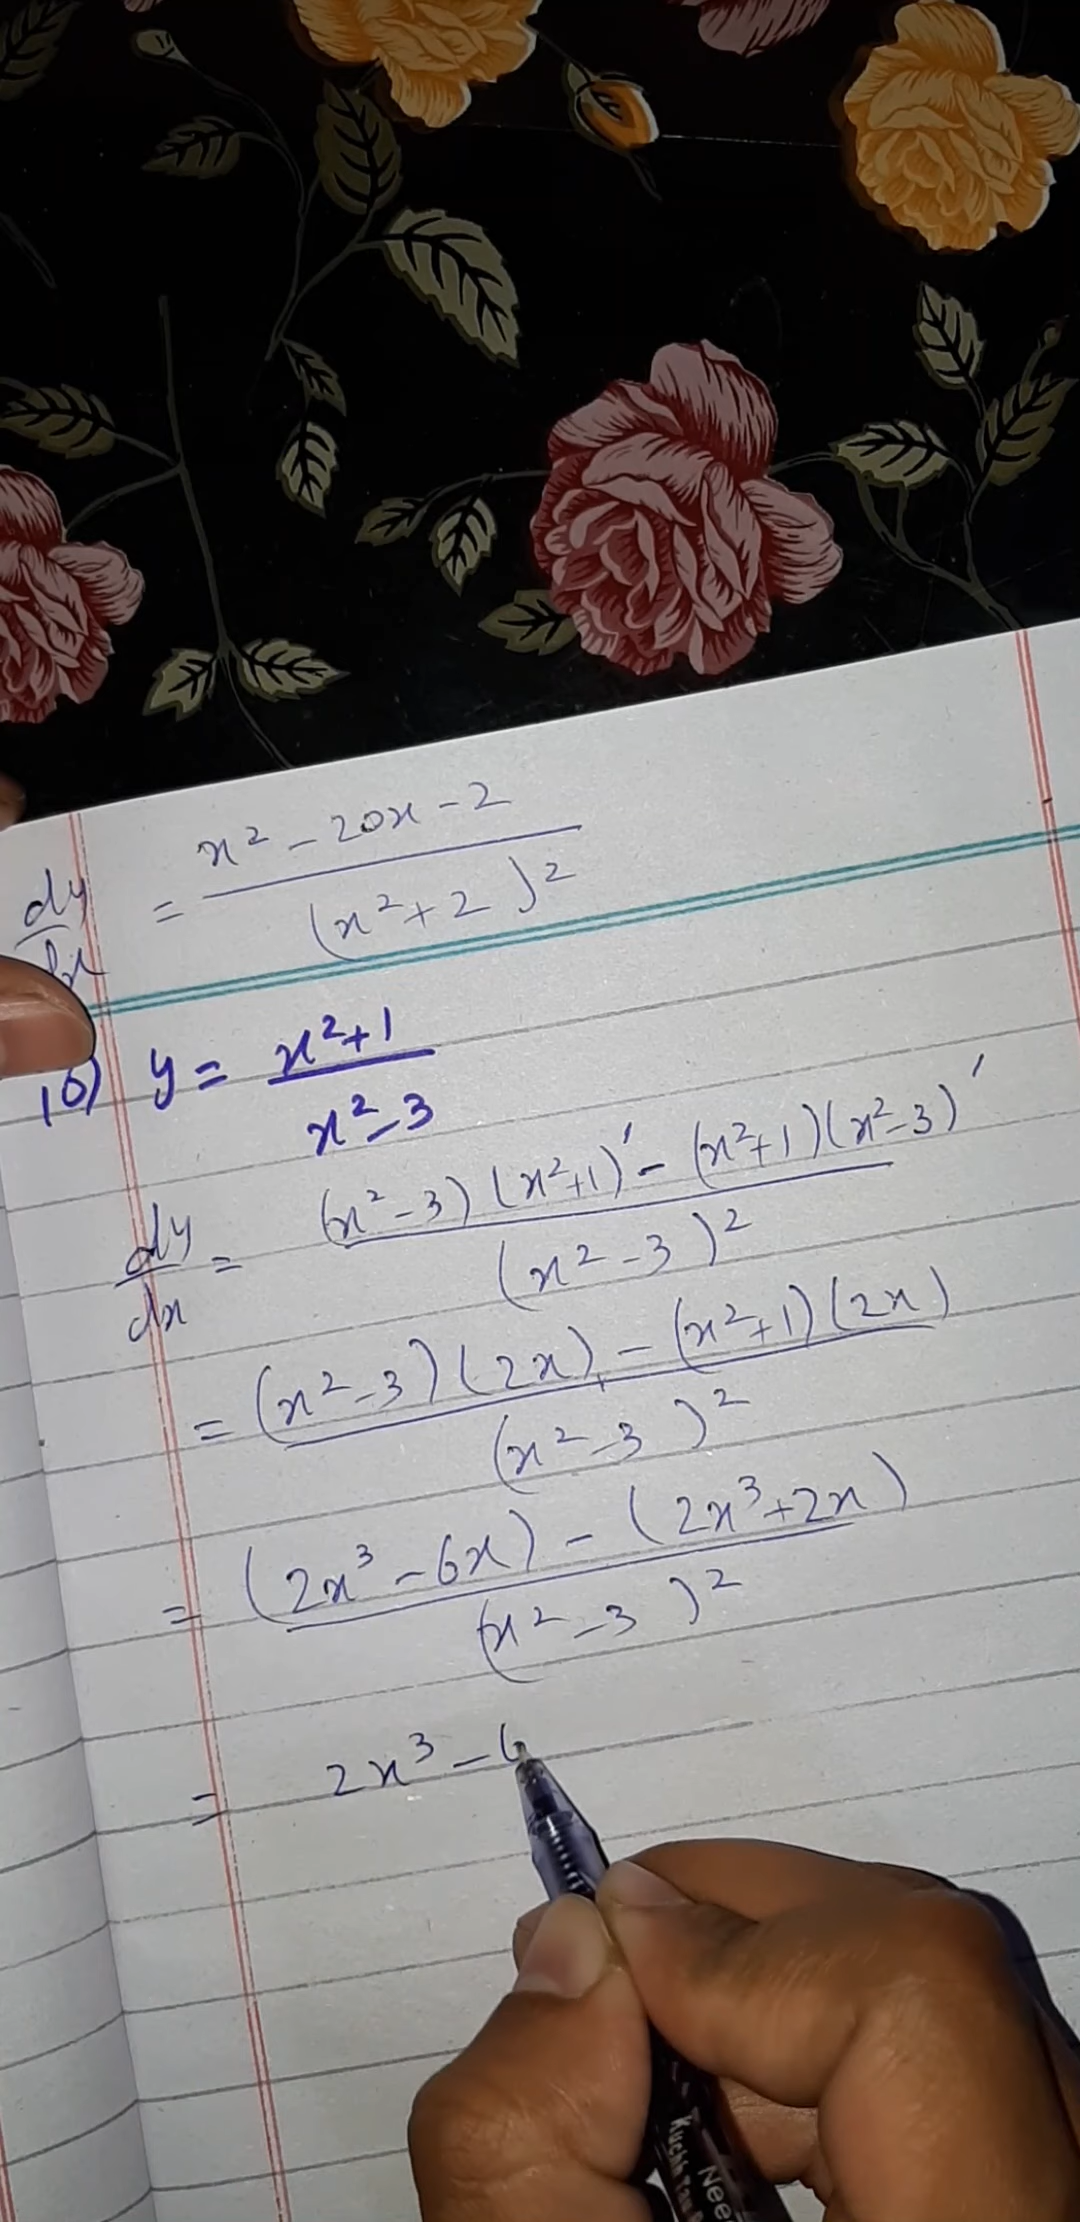 dy/dx = x² - 20x - 2 / (x² + 2)²
16) y = x²+1 / x²-3
dy/dx = (x²-3)(x²+1)' - (x²+1)(x²-3)' / (x²-3)²
= (x²-3)(2x) - (x²+1)(2x) / (x²-3)²
= (2x³-6x) - (2x³+2x) / (x²-3)²
= 2x³ - 6